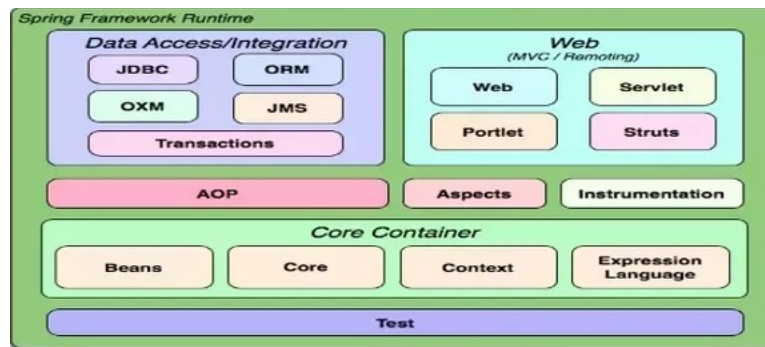 Spring Framework Runtime
Data Access/Integration
JDBC
ORM
OXM
JMS
Transactions
Web
(MVC / Remoting)
Web
Servlet
Portlet
Struts
AOP
Aspects
Instrumentation
Core Container
Beans
Core
Context
Expression
Language
Test